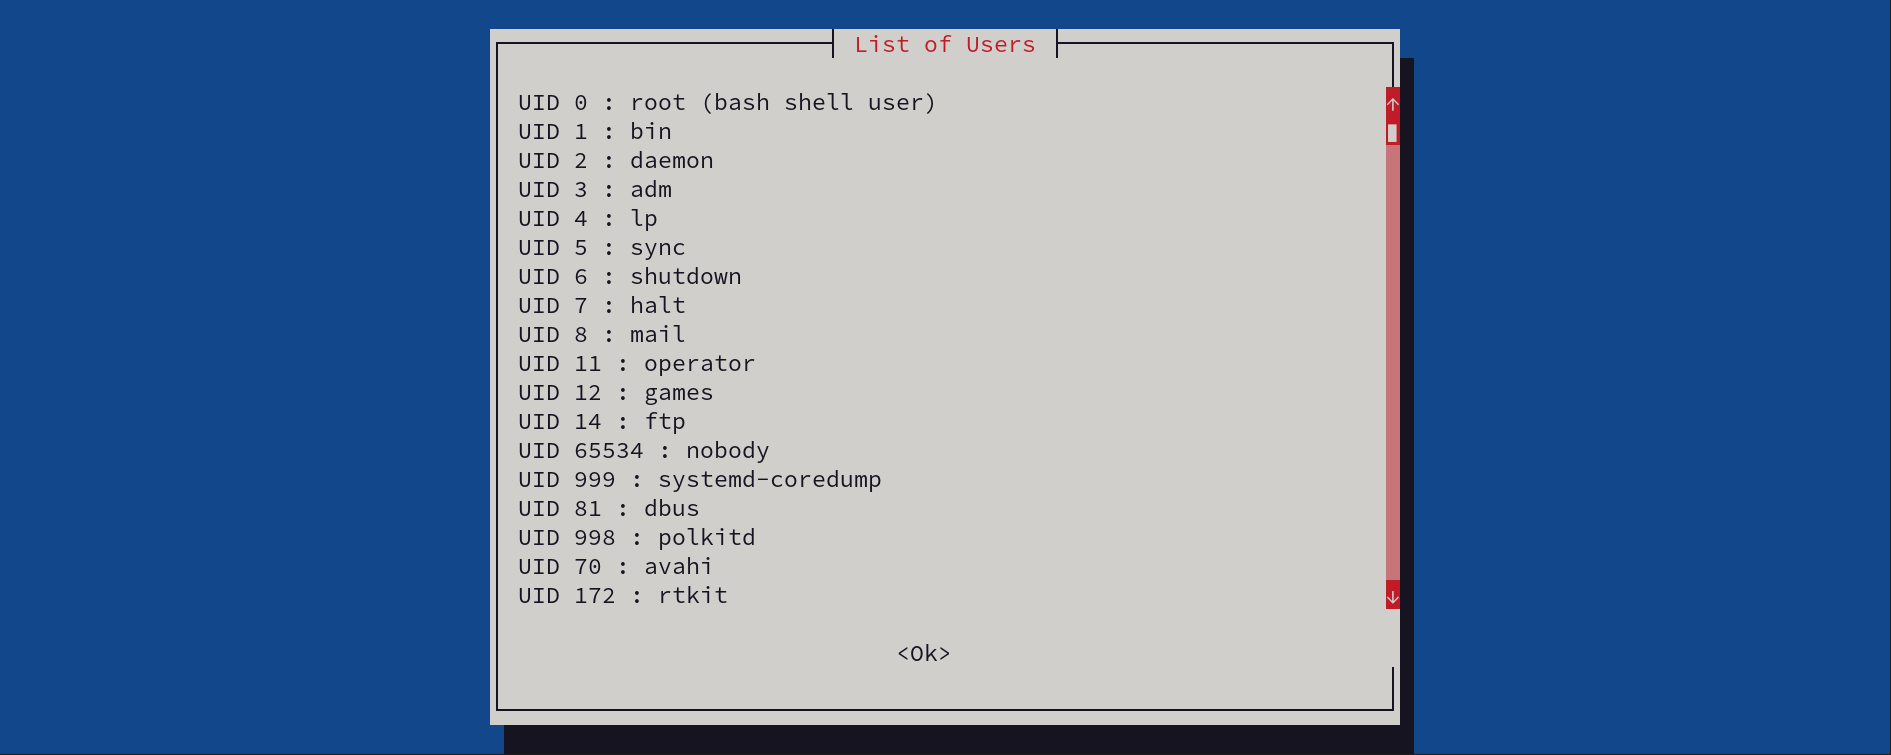 List of Users
UID 0 : root (bash shell user)
UID 1 : bin
UID 2 : daemon
UID 3 : adm
UID 4 : lp
UID 5 : sync
UID 6 : shutdown
UID 7 : halt
UID 8 : mail
UID 11 : operator
UID 12 : games
UID 14 : ftp
UID 65534 : nobody
UID 999 : systemd-coredump
UID 81 : dbus
UID 998 : polkitd
UID 70 : avahi
UID 172 : rtkit
<Ok>